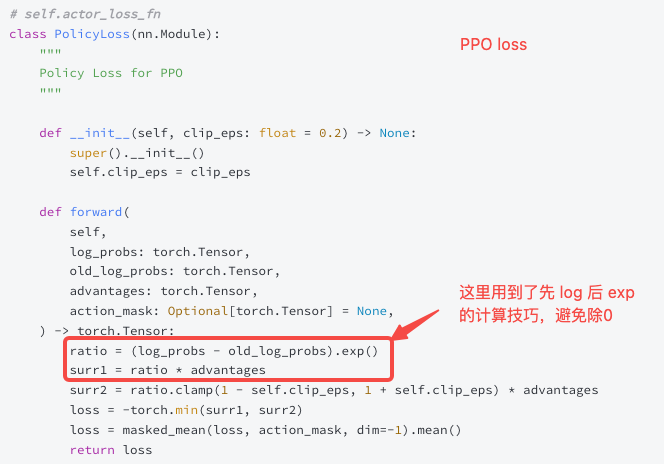 # self.actor_loss_fn
class PolicyLoss(nn.Module):
    """
    Policy Loss for PPO
    """
PPO loss
    def __init__(self, clip_eps: float = 0.2) -> None:
        super().__init__()
        self.clip_eps = clip_eps
    def forward(
        self,
        log_probs: torch.Tensor,
        old_log_probs: torch.Tensor,
        advantages: torch.Tensor,
        action_mask: Optional[torch.Tensor] = None,
    ) -> torch.Tensor:
        ratio = (log_probs - old_log_probs).exp()
        surr1 = ratio * advantages
        surr2 = ratio.clamp(1 - self.clip_eps, 1 + self.clip_eps) * advantages
        loss = -torch.min(surr1, surr2)
        loss = masked_mean(loss, action_mask, dim=-1).mean()
        return loss
这里用到了先 log 后 exp
的计算技巧，避免除0